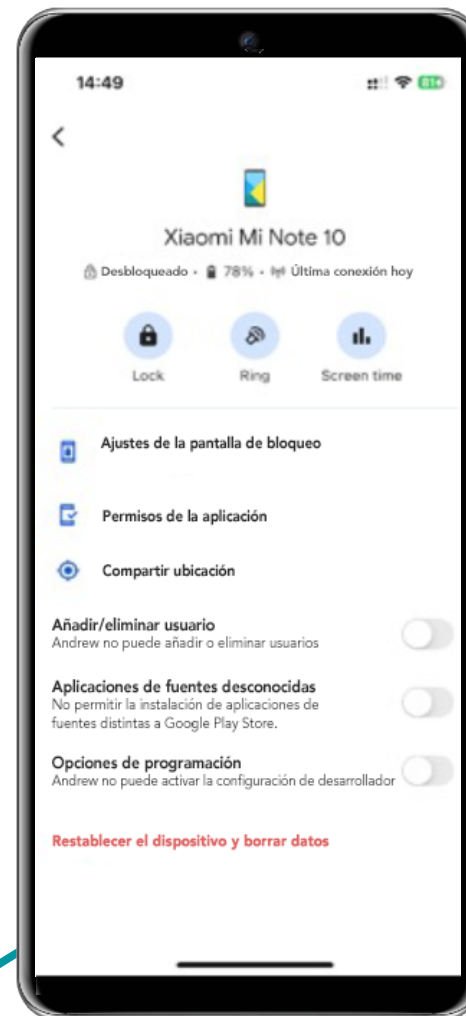 14:49
81+
Xiaomi Mi Note 10
Desbloqueado • 78% • Última conexión hoy
Lock Ring Screen time
Ajustes de la pantalla de bloqueo
Permisos de la aplicación
Compartir ubicación
Añadir/eliminar usuario
Andrew no puede añadir o eliminar usuarios
Aplicaciones de fuentes desconocidas
No permitir la instalación de aplicaciones de
fuentes distintas a Google Play Store.
Opciones de programación
Andrew no puede activar la configuración de desarrollador
Restablecer el dispositivo y borrar datos